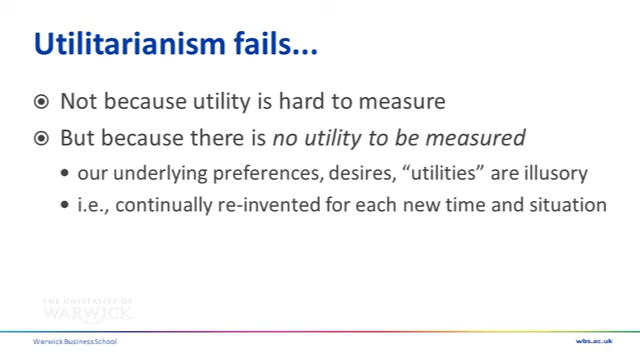 Utilitarianism fails...
Not because utility is hard to measure
But because there is no utility to be measured
our underlying preferences, desires, “utilities” are illusory
i.e., continually re-invented for each new time and situation
THE UNIVERSITY OF
WARWICK
Warwick Business School
wbs.ac.uk